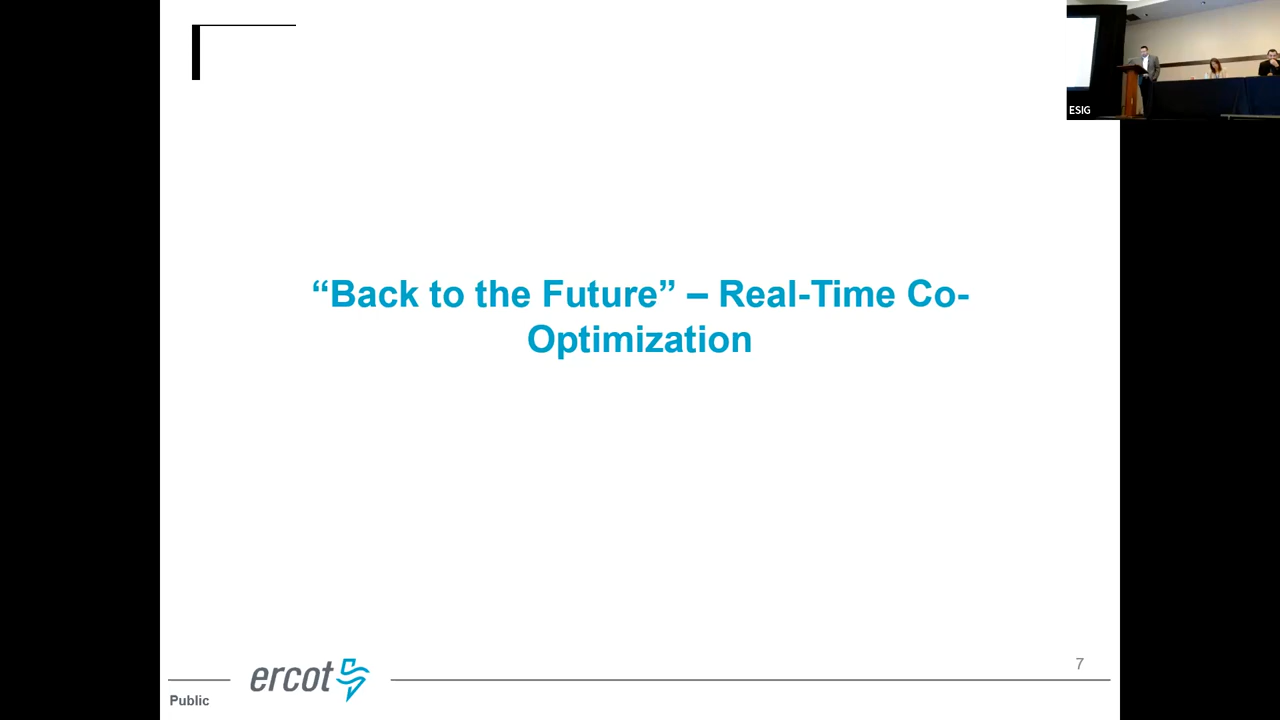 ESIG
“Back to the Future” – Real-Time Co-
Optimization
7
ercot
Public